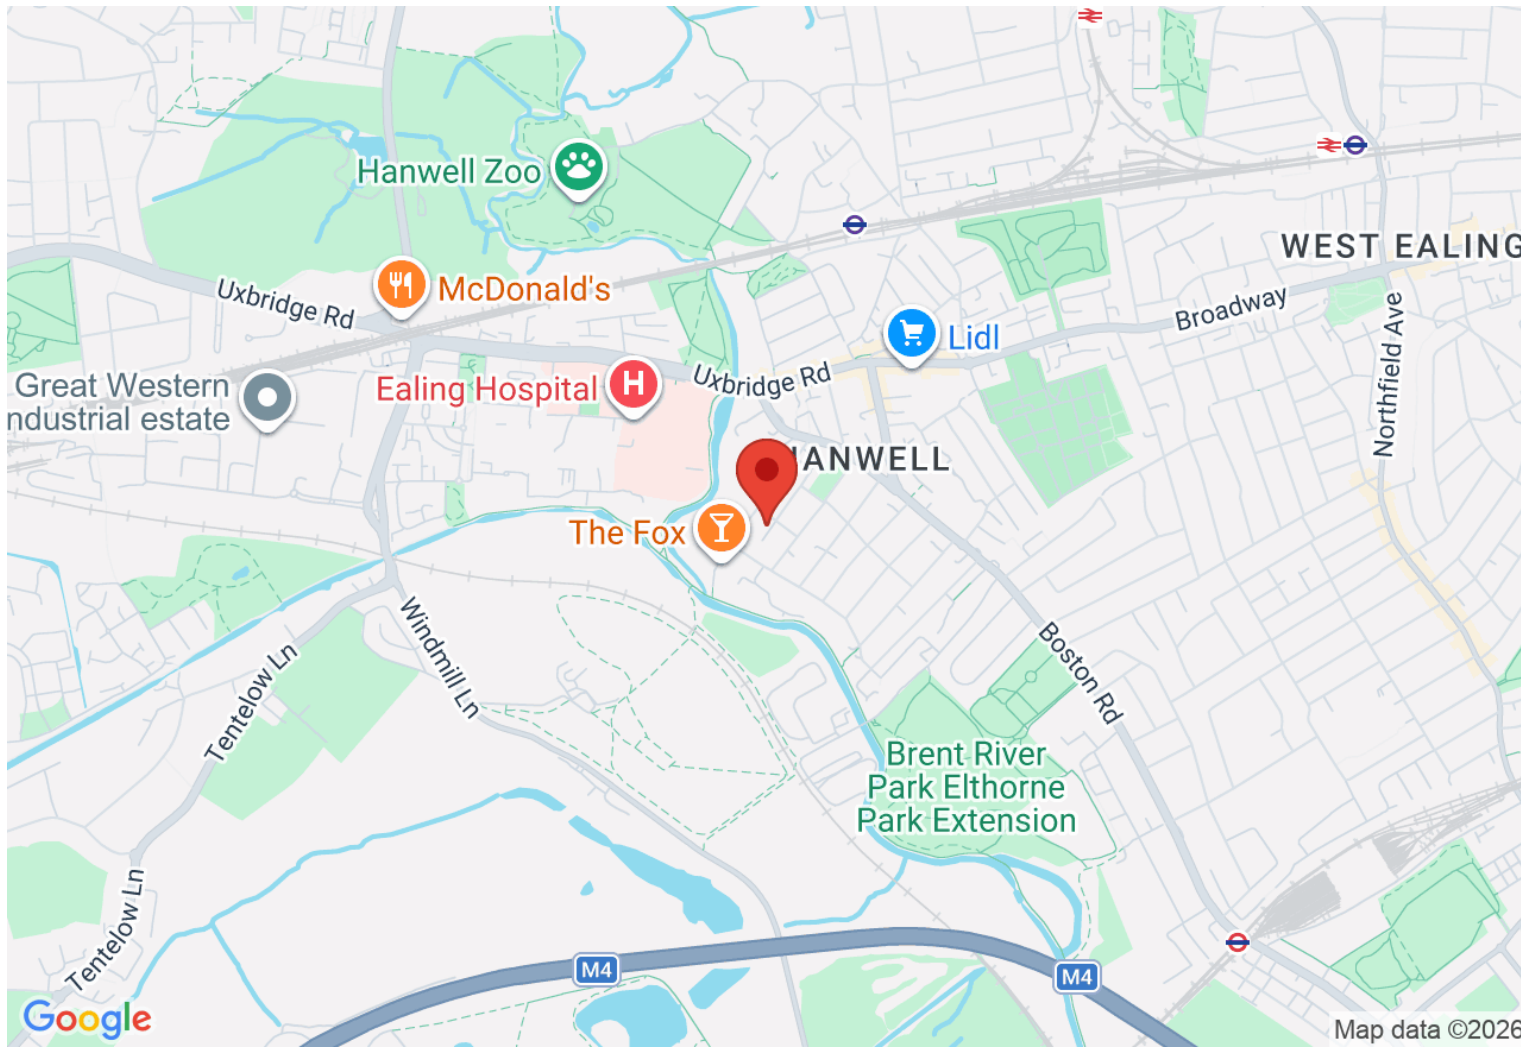 Hanwell Zoo
WEST EALING
McDonald's
Uxbridge Rd
Broadway
Lidl
Northfield Ave
Great Western
ndustrial estate
Ealing Hospital
H
Uxbridge Rd
HANWELL
The Fox
Windmill Ln
Tentelow Ln
Boston Rd
Brent River
Park Elthorne
Park Extension
Tentelow Ln
M4
M4
Google
Map data ©2026